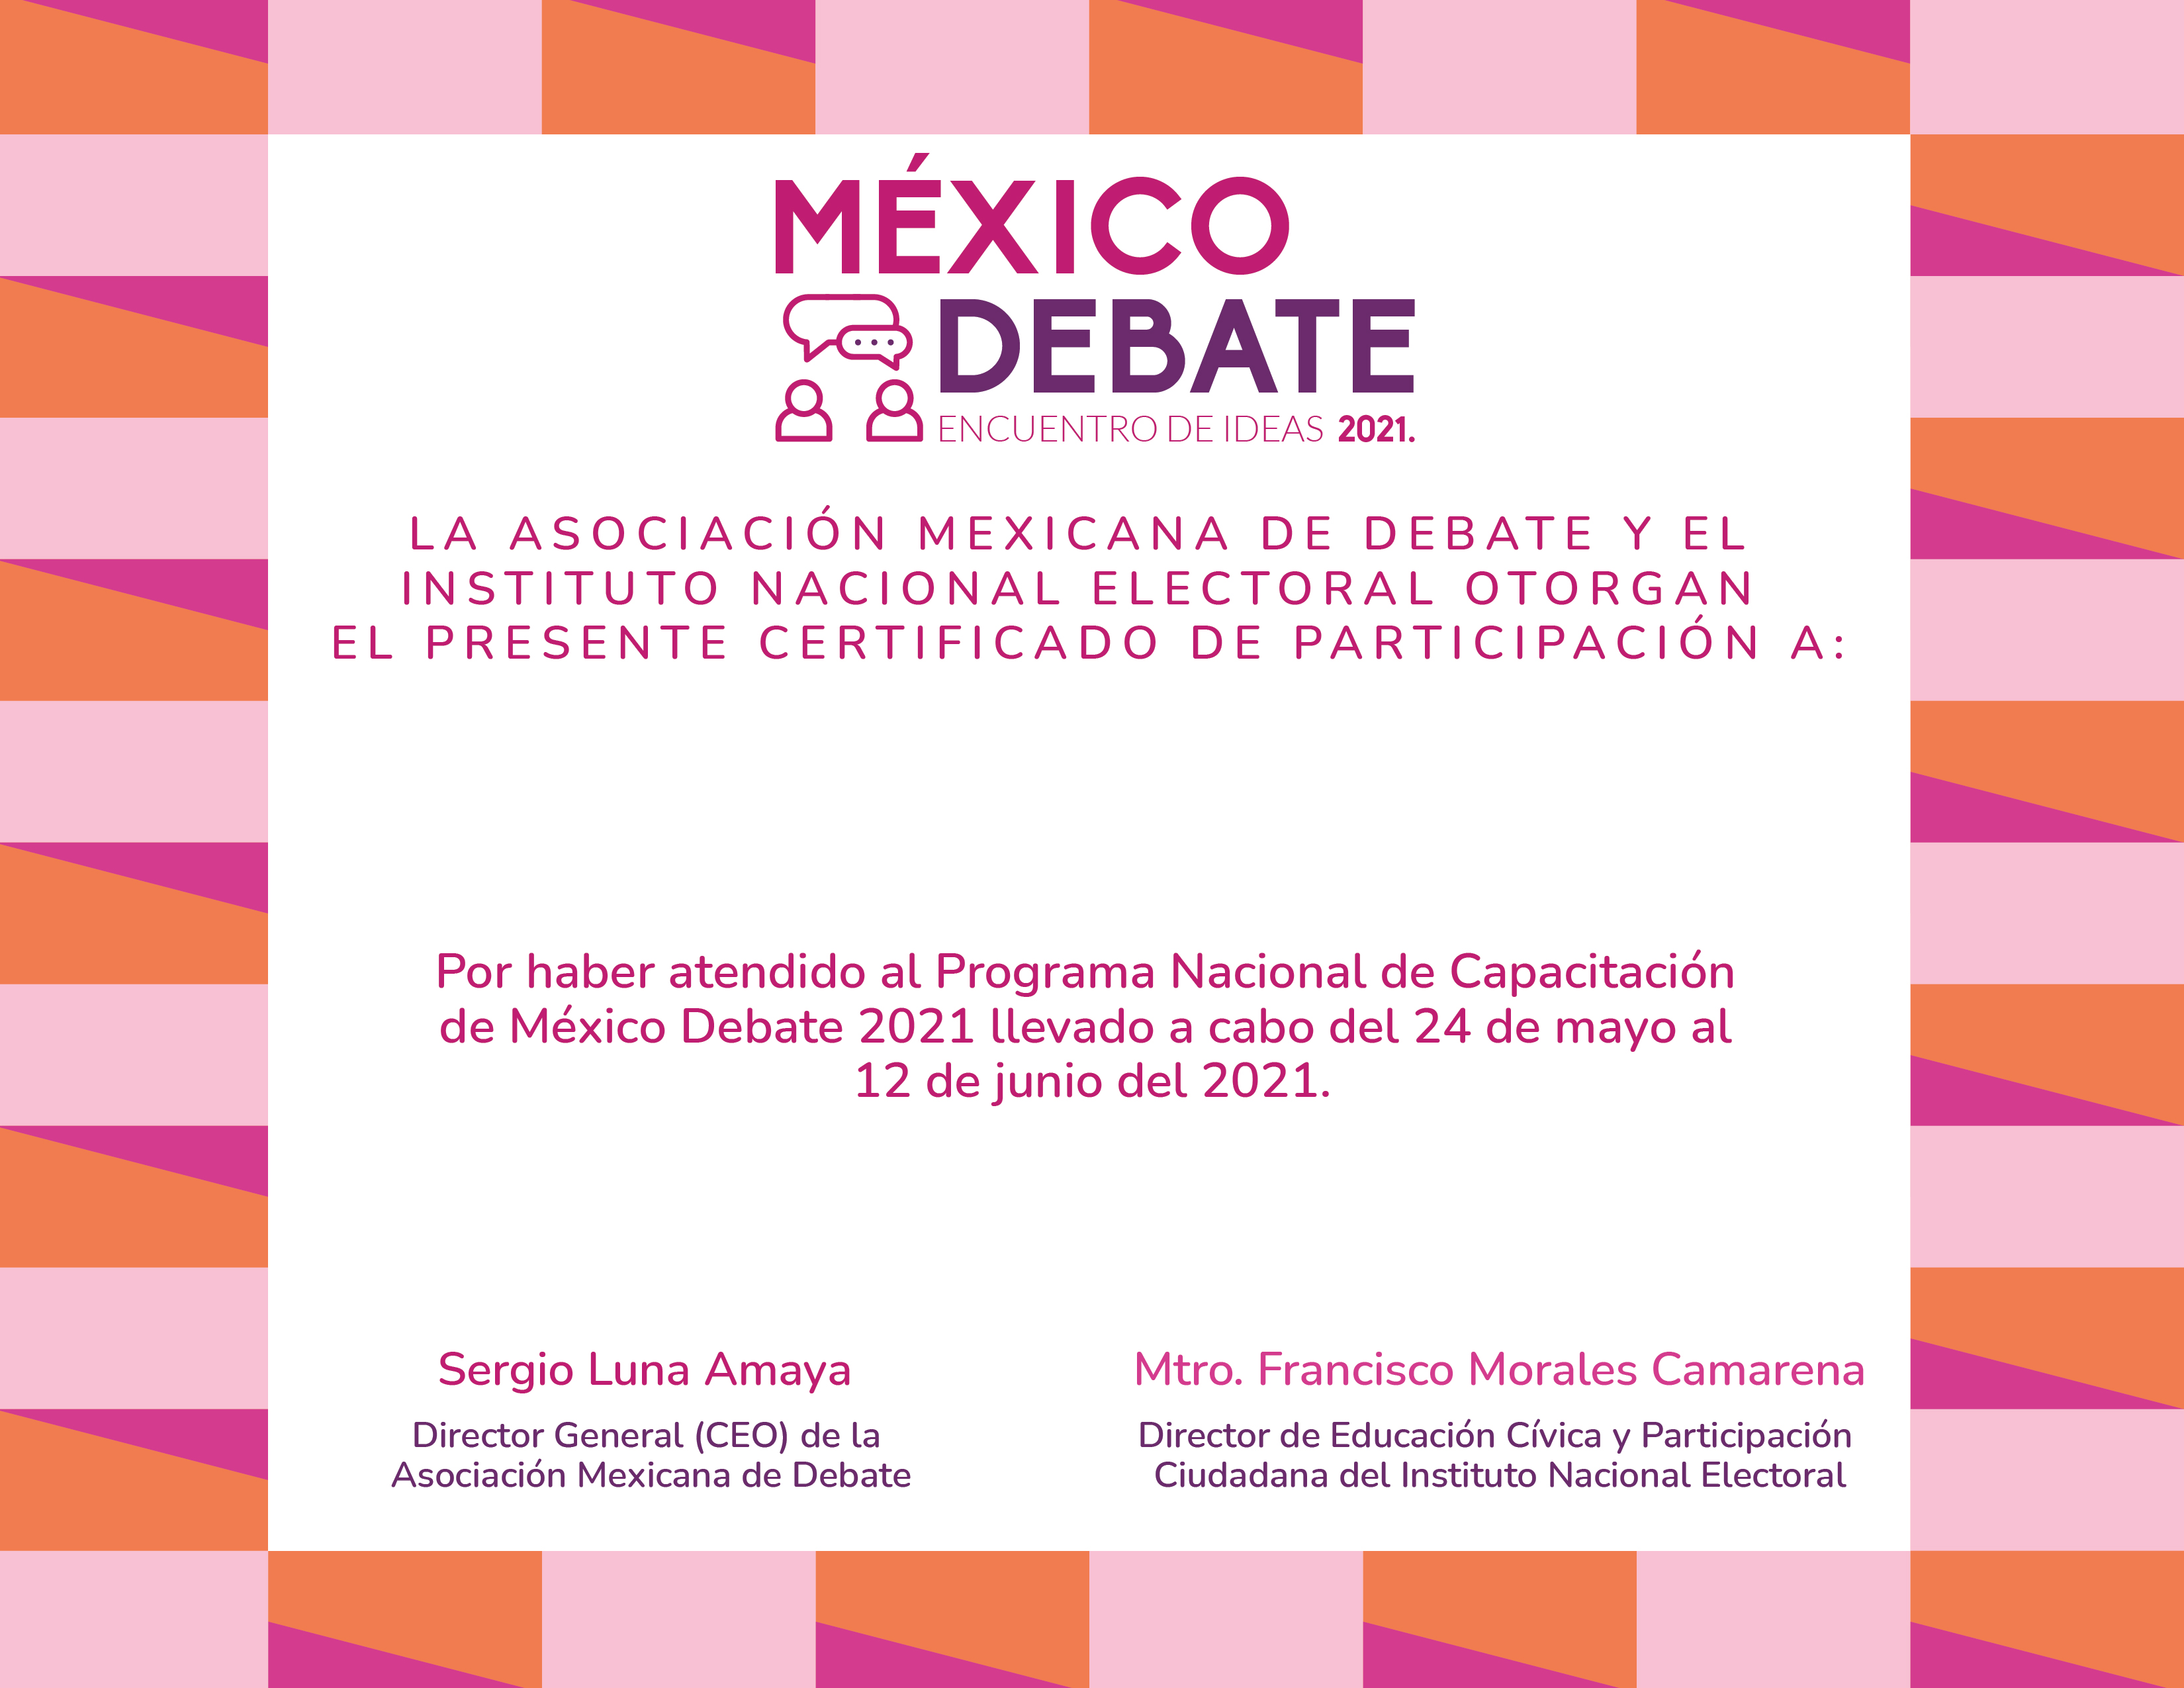 MÉXICO
DEBATE
ENCUENTRO DE IDEAS 2021.
LA ASOCIACIÓN MEXICANA DE DEBATE Y EL
INSTITUTO NACIONAL ELECTORAL OTORGAN
EL PRESENTE CERTIFICADO DE PARTICIPACIÓN A:
Por haber atendido al Programa Nacional de Capacitación
de México Debate 2021 llevado a cabo del 24 de mayo al
12 de junio del 2021.
Sergio Luna Amaya
Director General (CEO) de la
Asociación Mexicana de Debate
Mtro. Francisco Morales Camarena
Director de Educación Cívica y Participación
Ciudadana del Instituto Nacional Electoral